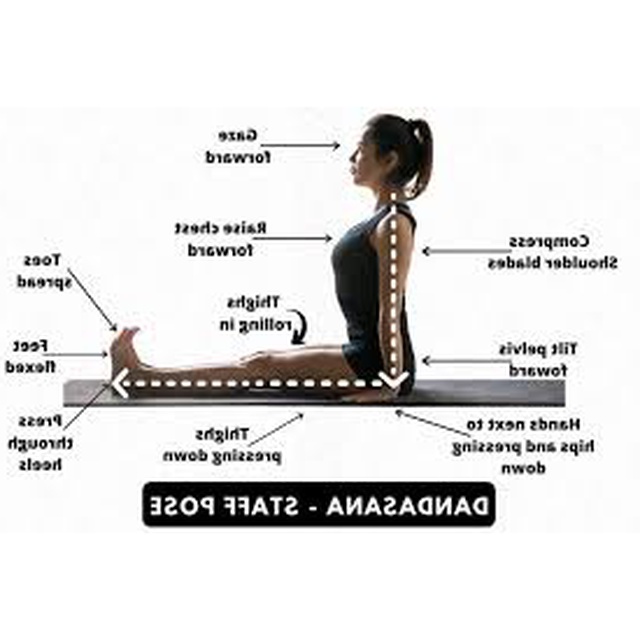 Gaze
forward
Raise chest
forward
Compress
Shoulder blades
Toes
spread
Thighs
rolling in
Feet
flexed
Tilt pelvis
foward
Press
through
heels
Thighs
pressing down
Hands next to
hips and pressing
down
DANDASANA - STAFF POSE